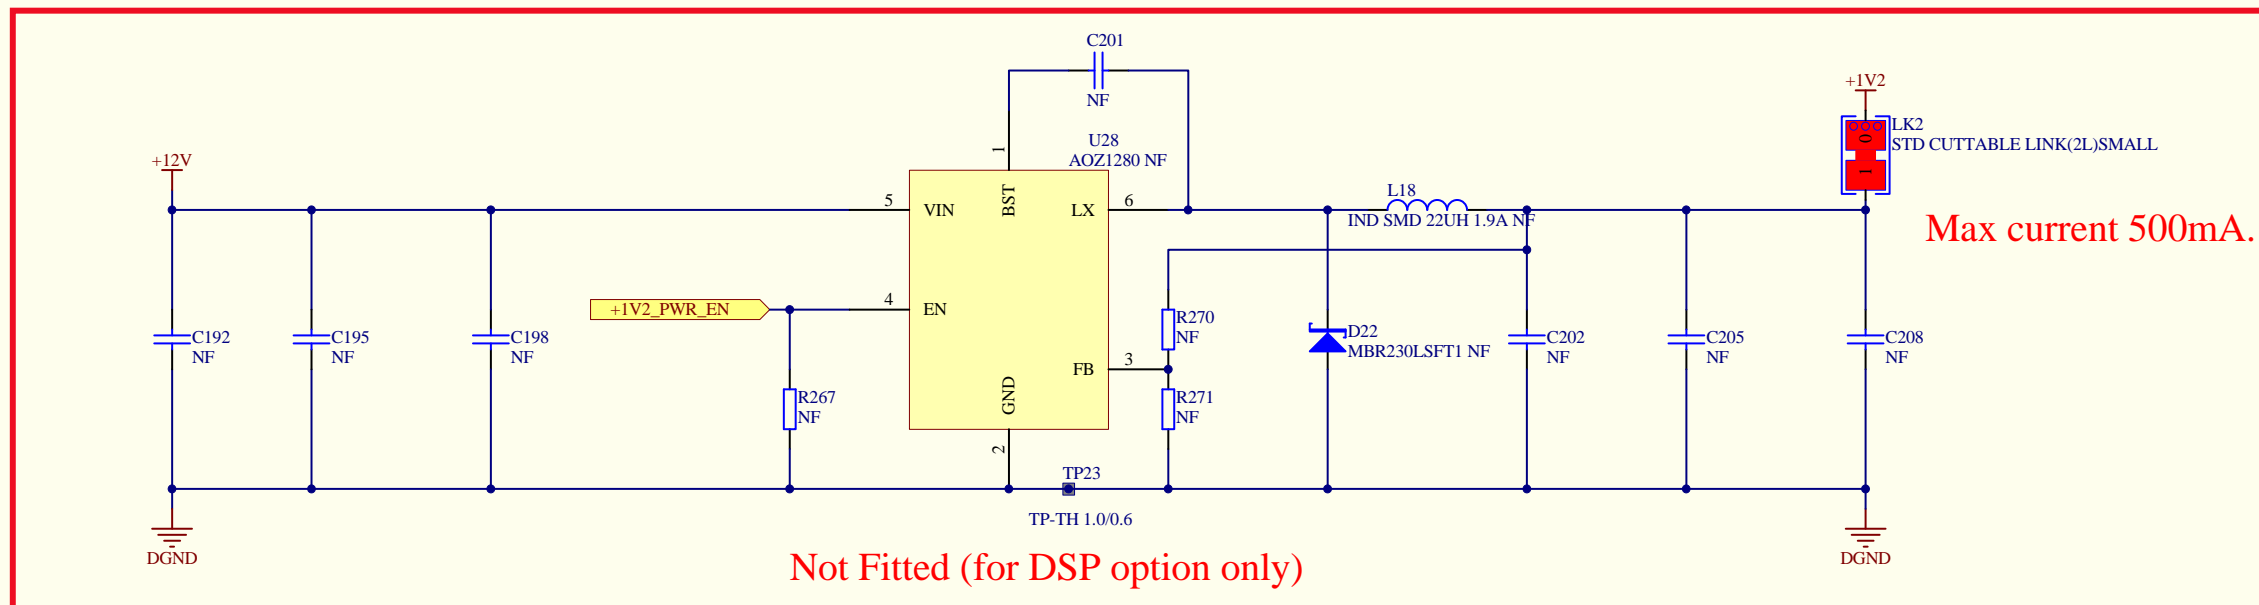 C201
NF
+1V2
LK2
STD CUTTABLE LINK(2L)SMALL
0
1
U28
AOZ1280 NF
1
+12V
5
VIN
BST
LX
6
L18
IND SMD 22UH 1.9A NF
Max current 500mA.
+1V2_PWR_EN
4
EN
C192
NF
C195
NF
C198
NF
R270
NF
D22
MBR230LSFT1 NF
C202
NF
C205
NF
C208
NF
FB
3
R267
NF
GND
R271
NF
2
TP23
TP-TH 1.0/0.6
DGND
DGND
Not Fitted (for DSP option only)